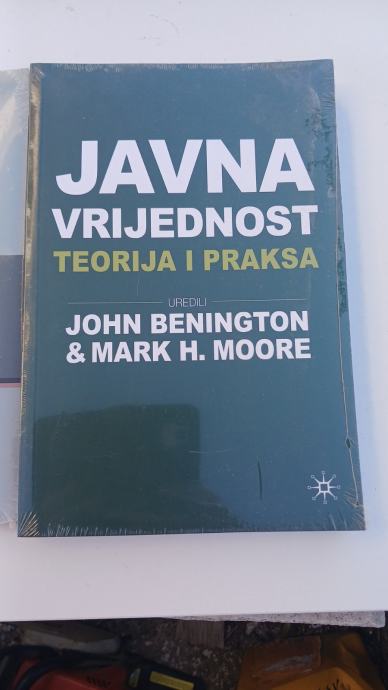 JAVNA
VRIJEDNOST
TEORIJA I PRAKSA
UREDILI
JOHN BENINGTON
& MARK H. MOORE